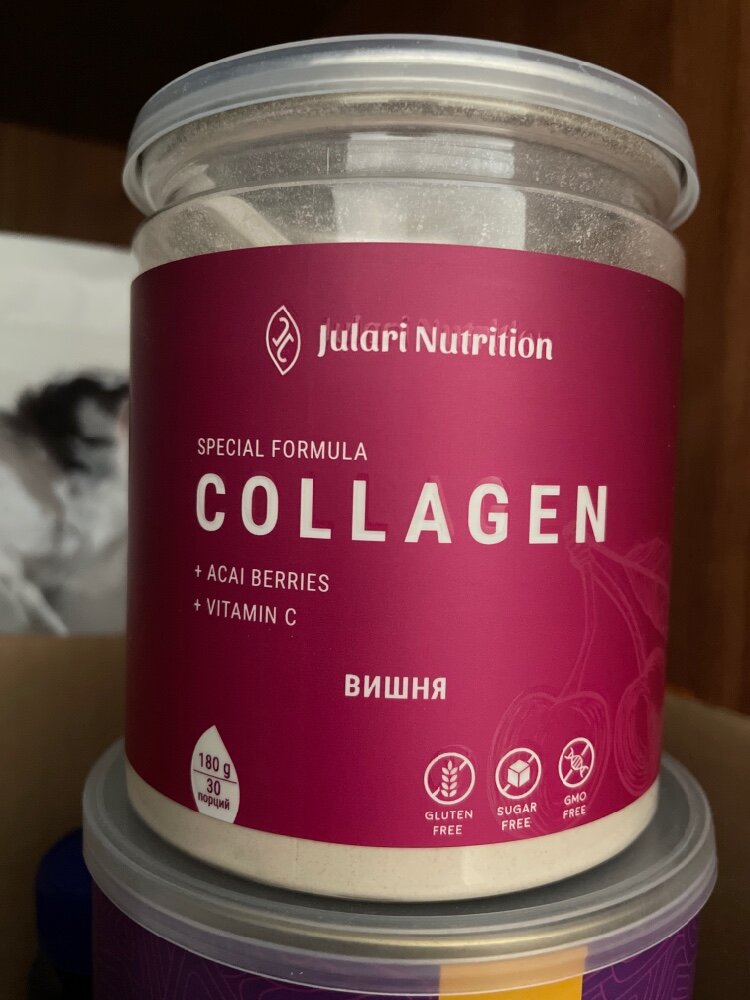 Julari Nutrition
SPECIAL FORMULA
COLLAGEN
+ ACAI BERRIES
+ VITAMIN C
ВИШНЯ
180 g
30
порций
GLUTEN
FREE
SUGAR
FREE
GMO
FREE